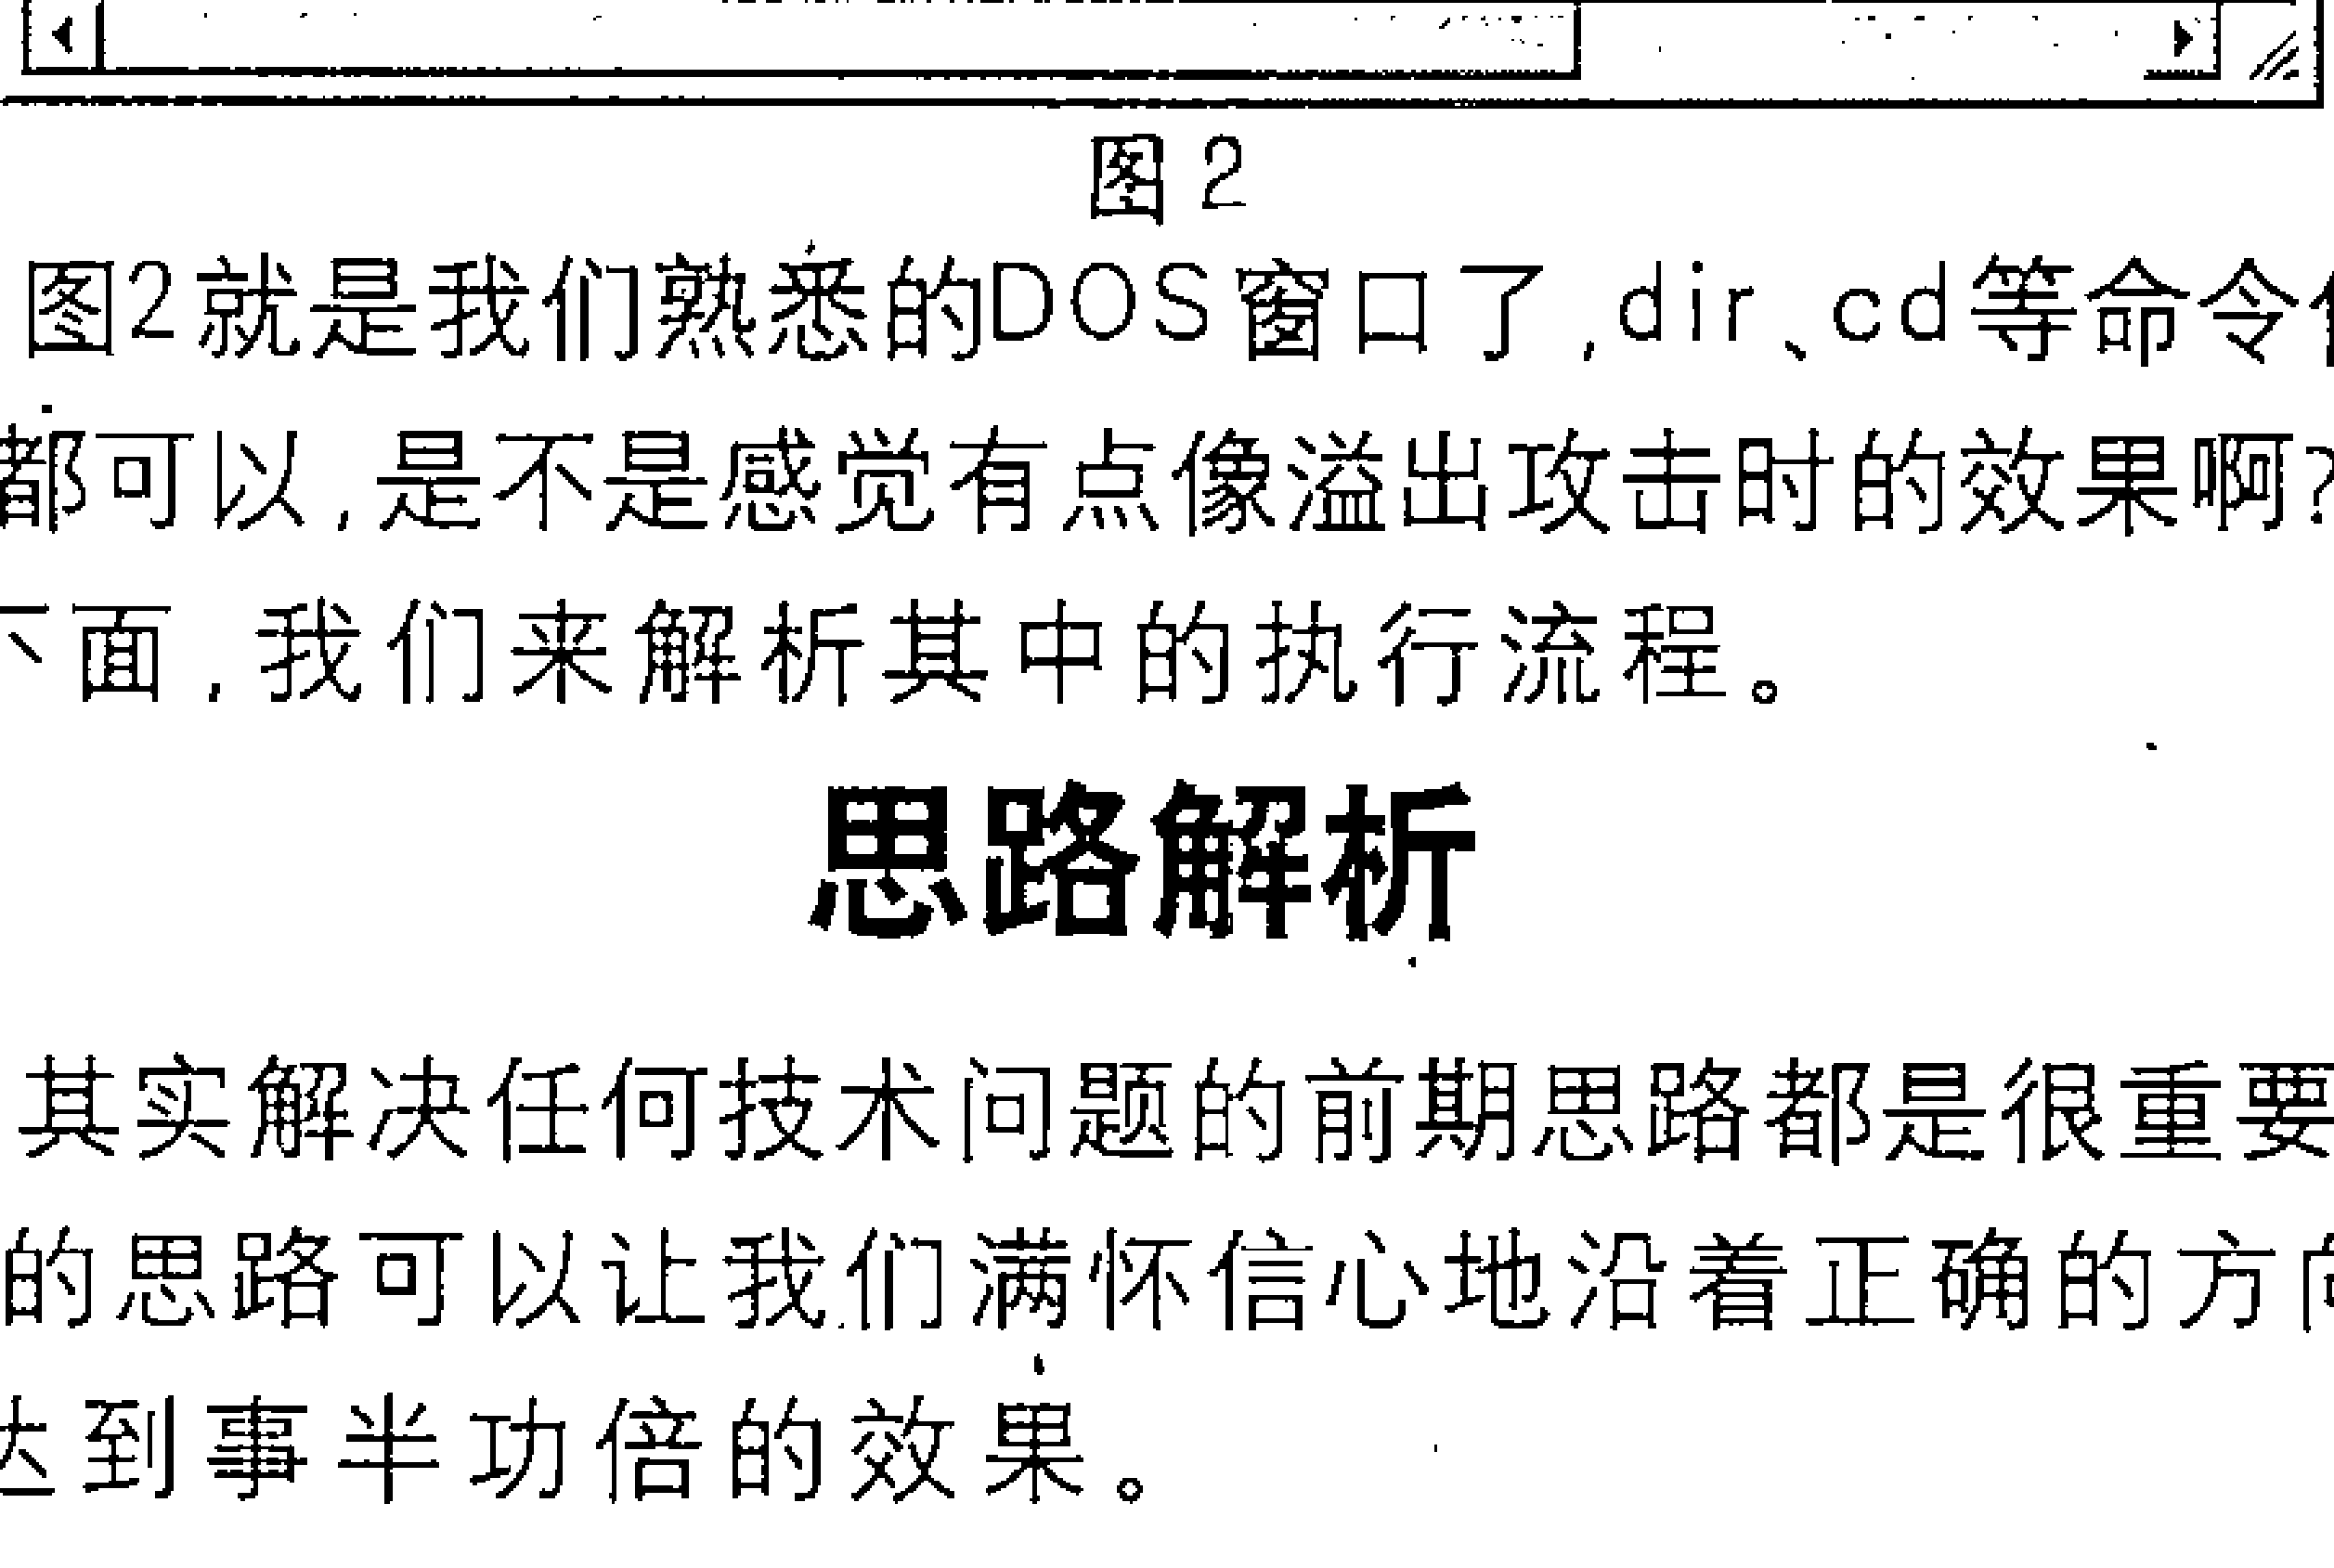 图2
图2就是我们熟悉的DOS窗口了,dir、cd等命令
都可以,是不是感觉有点像溢出攻击时的效果啊?
下面,我们来解析其中的执行流程。
思路解析
其实解决任何技术问题的前期思路都是很重要
的思路可以让我们满怀信心地沿着正确的方向
达到事半功倍的效果。